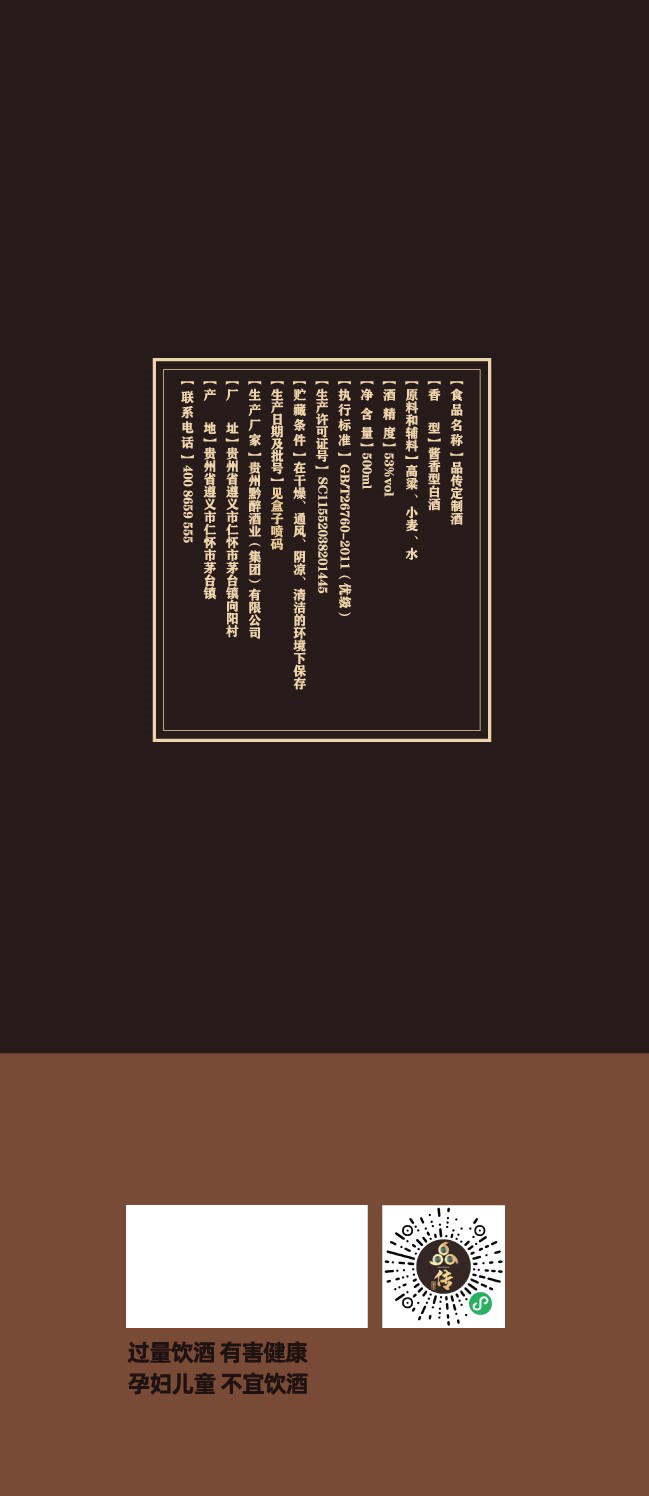 【食品名称】品传定制酒
【香型】酱香型白酒
【原料和辅料】高粱、小麦、水
【酒精度】53%vol
【净含量】500ml
【执行标准】GB/T26760-2011（优级）
【生产许可证号】SC11552038201445
【贮藏条件】在干燥、通风、阴凉、清洁的环境下保存
【生产日期及批号】见盒子喷码
【生产厂家】贵州黔醉酒业（集团）有限公司
【厂址】贵州省遵义市仁怀市茅台镇向阳村
【产地】贵州省遵义市仁怀市茅台镇
【联系电话】400 8659 555
传
过量饮酒 有害健康
孕妇儿童 不宜饮酒